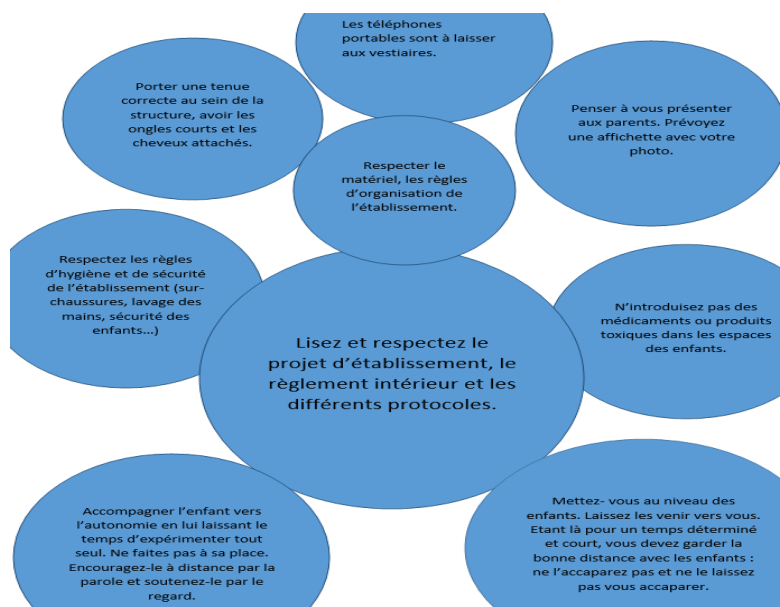 Les téléphones
portables sont à laisser
aux vestiaires.
Porter une tenue
correcte au sein de la
structure, avoir les
ongles courts et les
cheveux attachés.
Penser à vous présenter
aux parents. Prévoyez
une affichette avec votre
photo.
Respecter le
matériel, les règles
d'organisation de
l'établissement.
Respectez les règles
d'hygiène et de sécurité
de l'établissement (sur-
chaussures, lavage des
mains, sécurité des
enfants...)
N'introduisez pas des
médicaments ou produits
toxiques dans les espaces
des enfants.
Lisez et respectez le
projet d'établissement, le
règlement intérieur et les
différents protocoles.
Accompagner l'enfant vers
l'autonomie en lui laissant le
temps d'expérimenter tout
seul. Ne faites pas à sa place.
Encouragez-le à distance par la
parole et soutenez-le par le
regard.
Mettez- vous au niveau des
enfants. Laissez les venir vers vous.
Etant là pour un temps déterminé
et court, vous devez garder la
bonne distance avec les enfants :
ne l'accaparez pas et ne le laissez
pas vous accaparer.